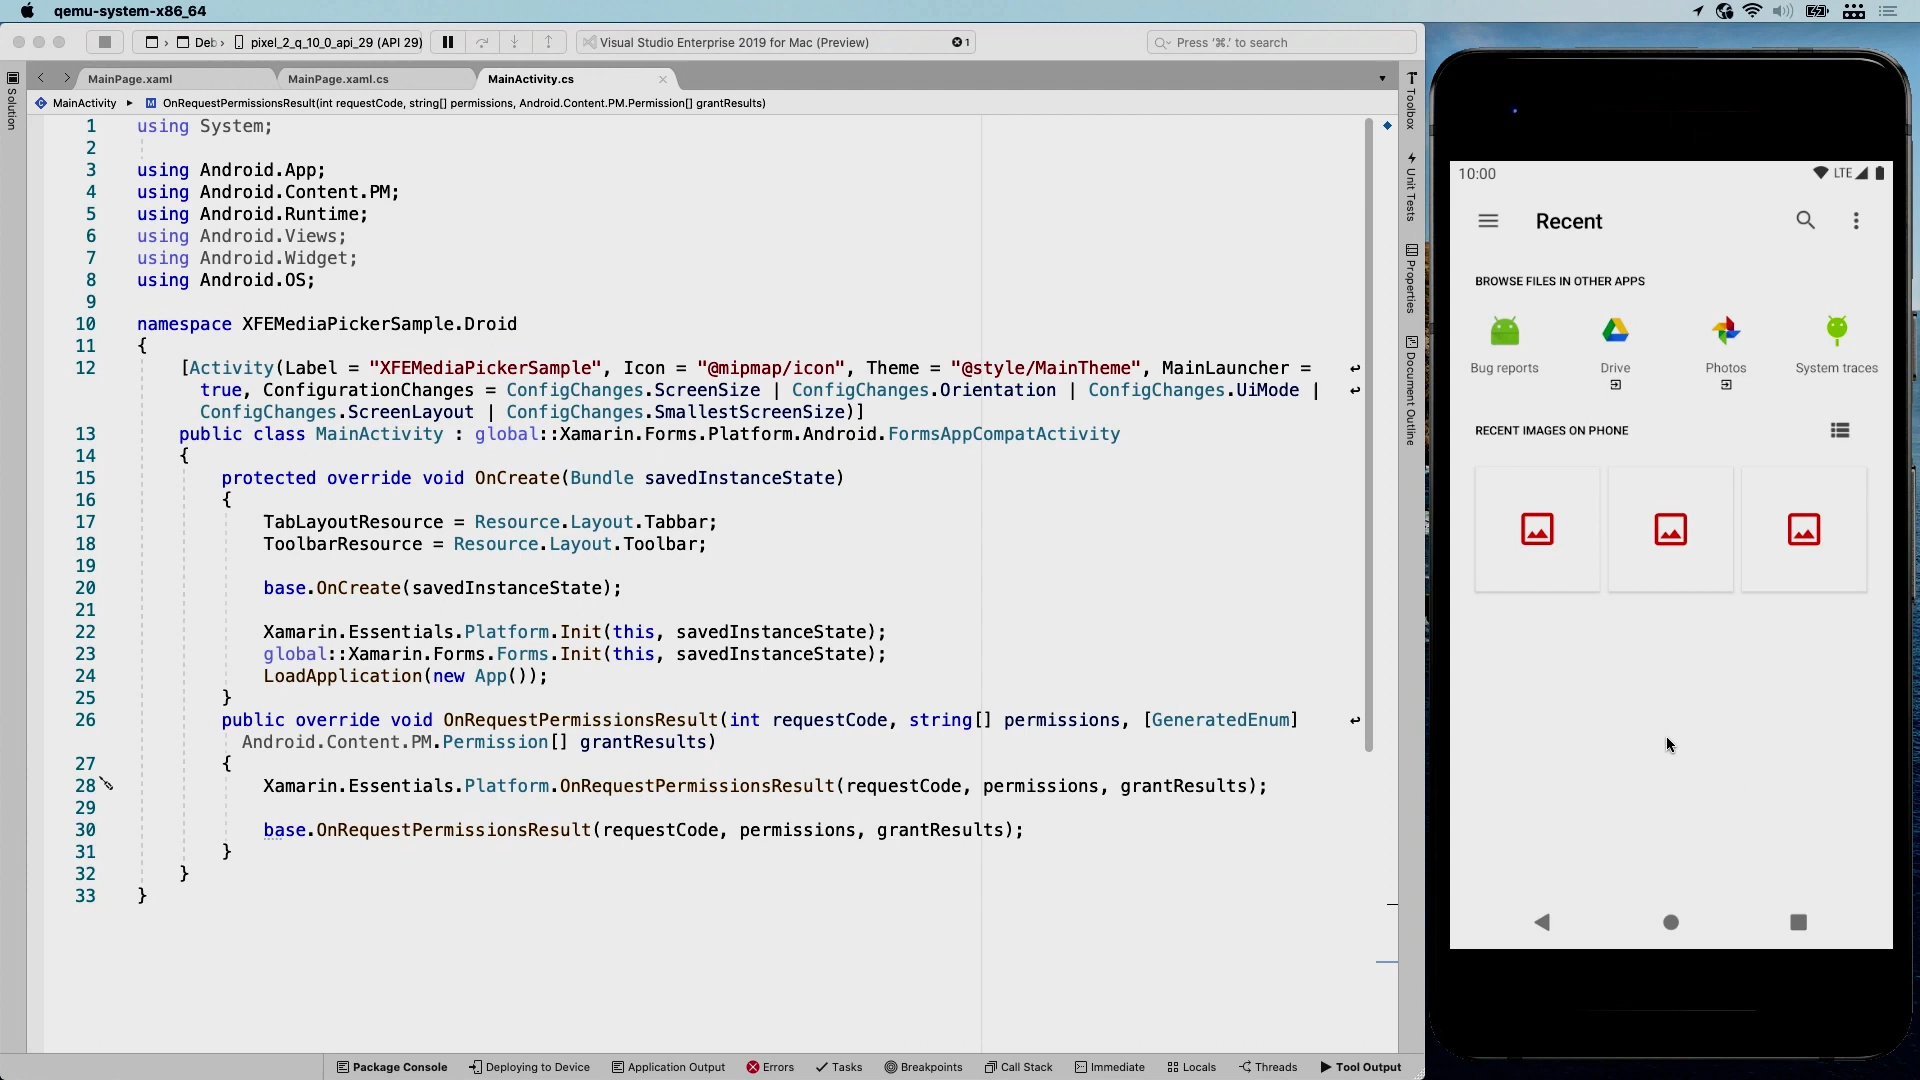 qemu-system-x86_64
Deb
pixel_2_q_10_0_api_29 (API 29)
Visual Studio Enterprise 2019 for Mac (Preview)
1
Press '⌘.' to search
Solution
MainPage.xaml
MainPage.xaml.cs
MainActivity.cs
MainActivity
OnRequestPermissionsResult(int requestCode, string[] permissions, Android.Content.PM.Permission[] grantResults)
1 using System;
2
3 using Android.App;
4 using Android.Content.PM;
5 using Android.Runtime;
6 using Android.Views;
7 using Android.Widget;
8 using Android.OS;
9
10 namespace XFEMediaPickerSample.Droid
11 {
12 [Activity(Label = "XFEMediaPickerSample", Icon = "@mipmap/icon", Theme = "@style/MainTheme", MainLauncher =
true, ConfigurationChanges = ConfigChanges.ScreenSize | ConfigChanges.Orientation | ConfigChanges.UiMode |
ConfigChanges.ScreenLayout | ConfigChanges.SmallestScreenSize)]
13 public class MainActivity : global::Xamarin.Forms.Platform.Android.FormsAppCompatActivity
14 {
15 protected override void OnCreate(Bundle savedInstanceState)
16 {
17 TabLayoutResource = Resource.Layout.Tabbar;
18 ToolbarResource = Resource.Layout.Toolbar;
19
20 base.OnCreate(savedInstanceState);
21
22 Xamarin.Essentials.Platform.Init(this, savedInstanceState);
23 global::Xamarin.Forms.Forms.Init(this, savedInstanceState);
24 LoadApplication(new App());
25 }
26 public override void OnRequestPermissionsResult(int requestCode, string[] permissions, [GeneratedEnum]
Android.Content.PM.Permission[] grantResults)
27 {
28 Xamarin.Essentials.Platform.OnRequestPermissionsResult(requestCode, permissions, grantResults);
29
30 base.OnRequestPermissionsResult(requestCode, permissions, grantResults);
31 }
32 }
33 }
Toolbox
Unit Tests
Properties
Document Outline
Package Console
Deploying to Device
Application Output
Errors
Tasks
Breakpoints
Call Stack
Immediate
Locals
Threads
Tool Output
10:00
LTE
Recent
BROWSE FILES IN OTHER APPS
Bug reports
Drive
Photos
System traces
RECENT IMAGES ON PHONE